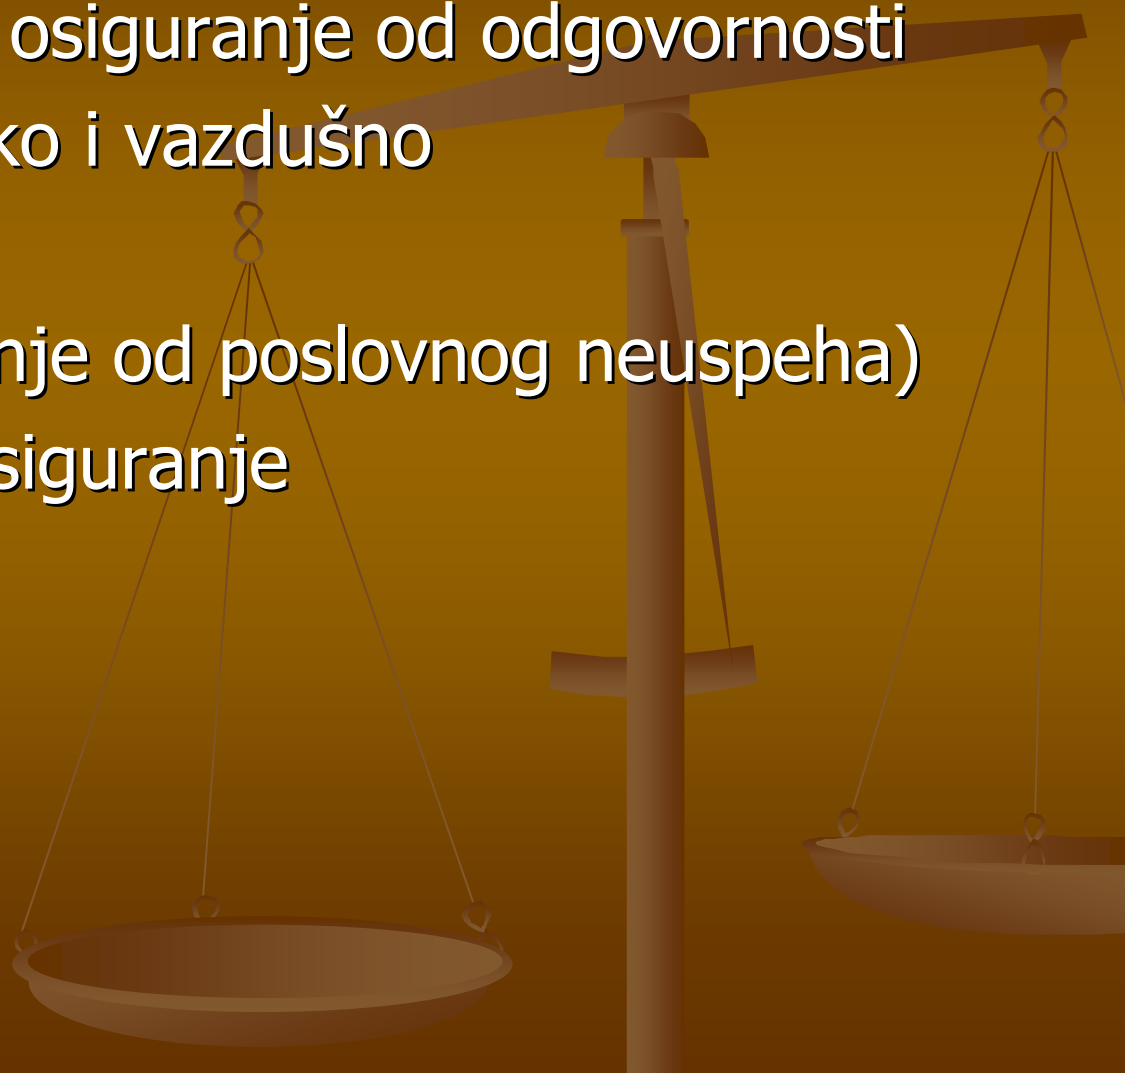 osiguranje od odgovornosti
ko i vazdušno
nje od poslovnog neuspeha)
siguranje